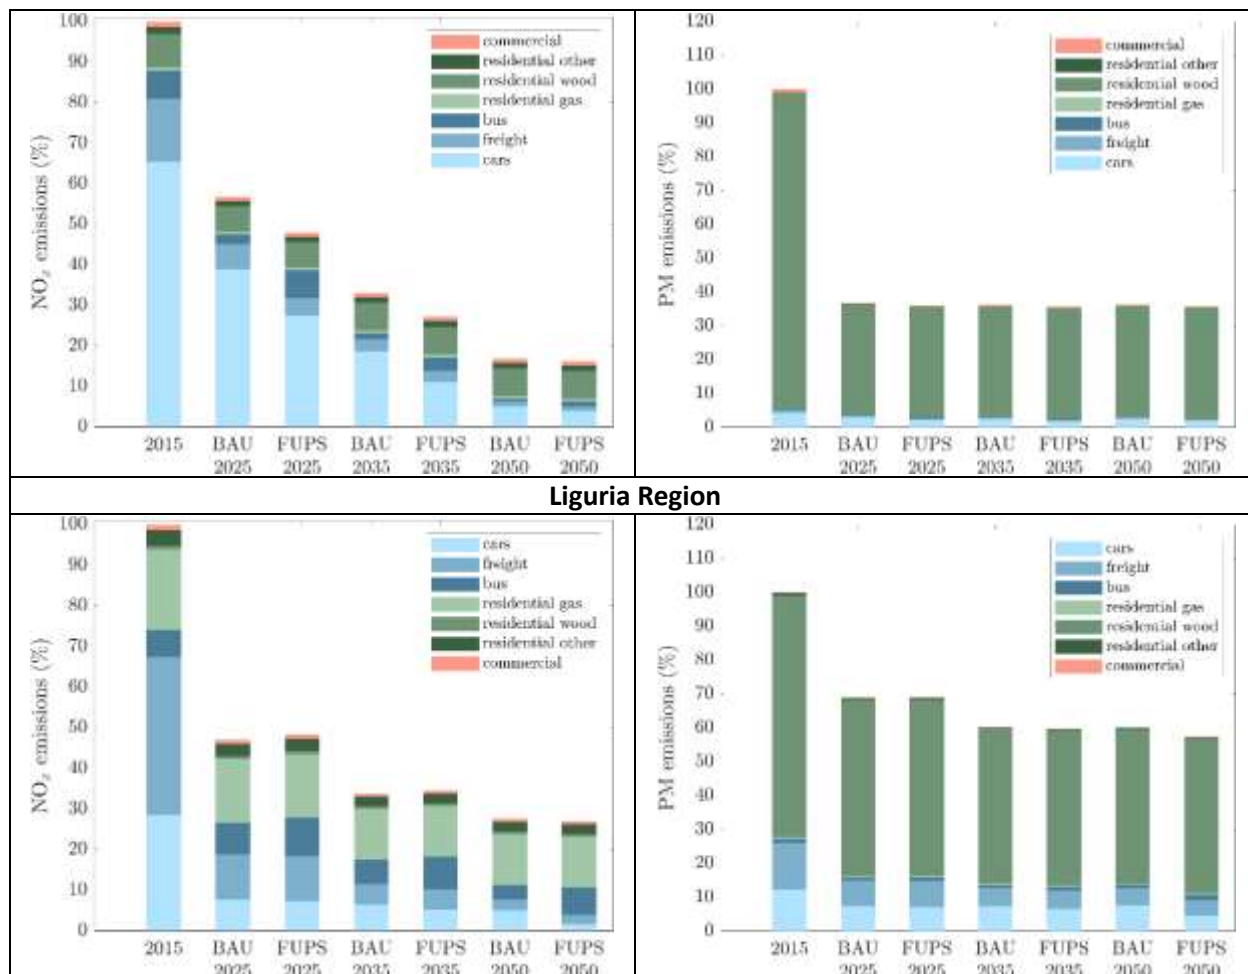 NOx emissions (%)
100
90
80
70
60
50
40
30
20
10
0
commercial
residential other
residential wood
residential gas
bus
freight
cars
2015 BAU FUPS BAU FUPS BAU FUPS
2025 2025 2035 2035 2050 2050
PM emissions (%)
120
110
100
90
80
70
60
50
40
30
20
10
0
commercial
residential other
residential wood
residential gas
bus
freight
cars
2015 BAU FUPS BAU FUPS BAU FUPS
2025 2025 2035 2035 2050 2050
Liguria Region
NOx emissions (%)
100
90
80
70
60
50
40
30
20
10
0
cars
freight
bus
residential gas
residential wood
residential other
commercial
2015 BAU FUPS BAU FUPS BAU FUPS
2025 2025 2035 2035 2050 2050
PM emissions (%)
120
110
100
90
80
70
60
50
40
30
20
10
0
cars
freight
bus
residential gas
residential wood
residential other
commercial
2015 BAU FUPS BAU FUPS BAU FUPS
2025 2025 2035 2035 2050 2050